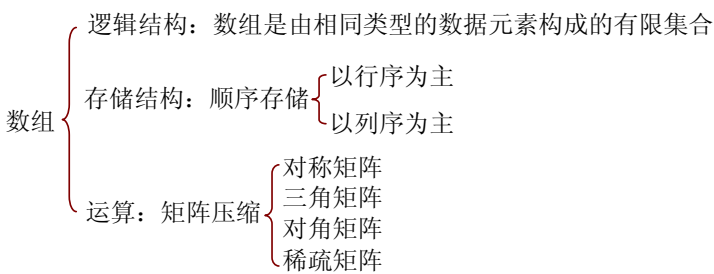 逻辑结构：数组是由相同类型的数据元素构成的有限集合
以行序为主
存储结构：顺序存储
以列序为主
数组
对称矩阵
三角矩阵
运算：矩阵压缩
对角矩阵
稀疏矩阵